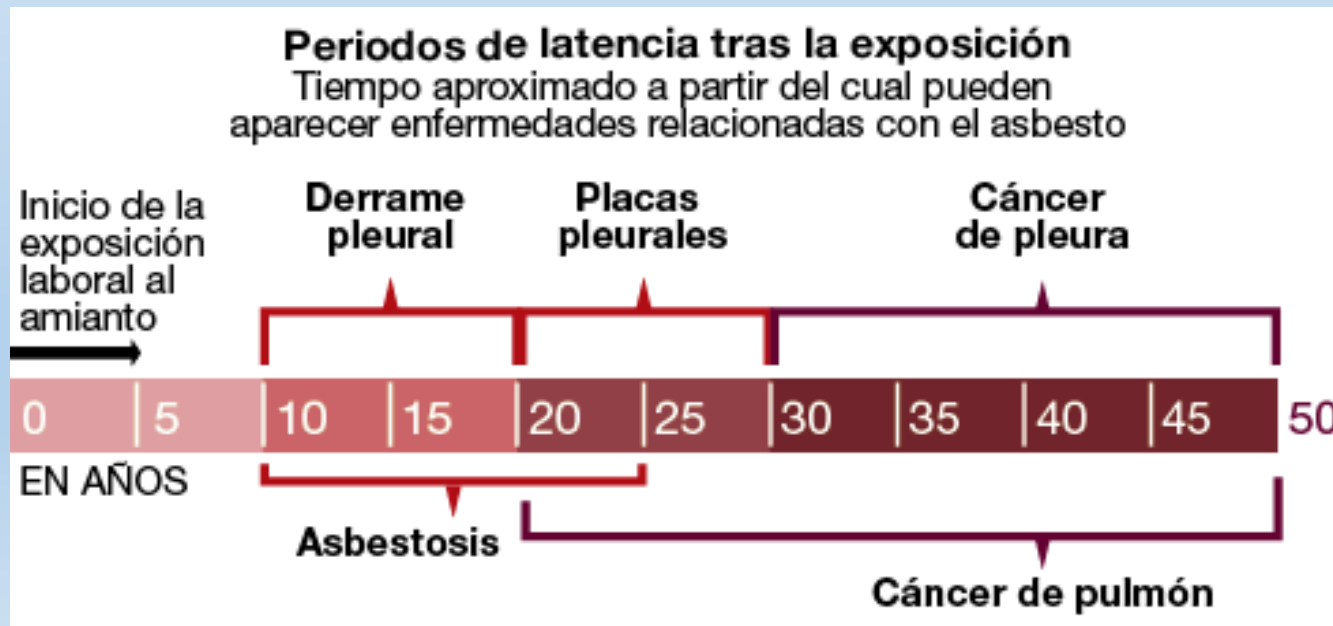 Periodos de latencia tras la exposición
Tiempo aproximado a partir del cual pueden
aparecer enfermedades relacionadas con el asbesto
Inicio de la
exposición
laboral al
amianto
Derrame
pleural
Placas
pleurales
Cáncer
de pleura
0 5 10 15 20 25 30 35 40 45 50
EN AÑOS
Asbestosis
Cáncer de pulmón